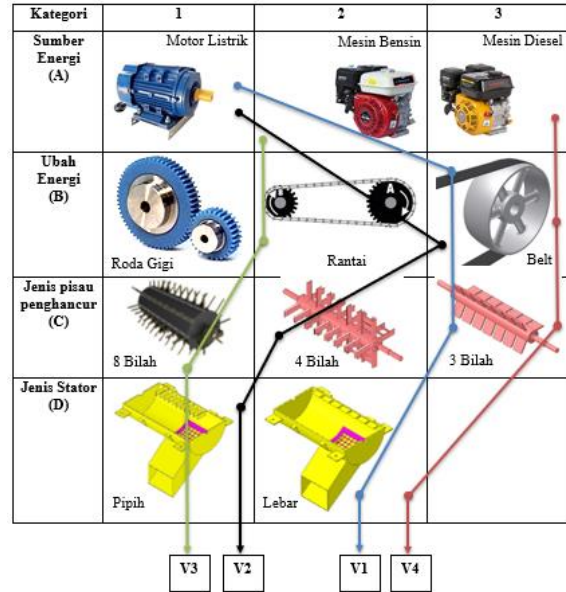 Kategori 1 2 3
Sumber
Energi
(A)
Motor Listrik
Mesin Bensin
Mesin Diesel
Ubah
Energi
(B)
Roda Gigi
A
Rantai
Belt
Jenis pisau
penghancur
(C)
8 Bilah
4 Bilah
3 Bilah
Jenis Stator
(D)
Pipih
Lebar
V3 V2 V1 V4